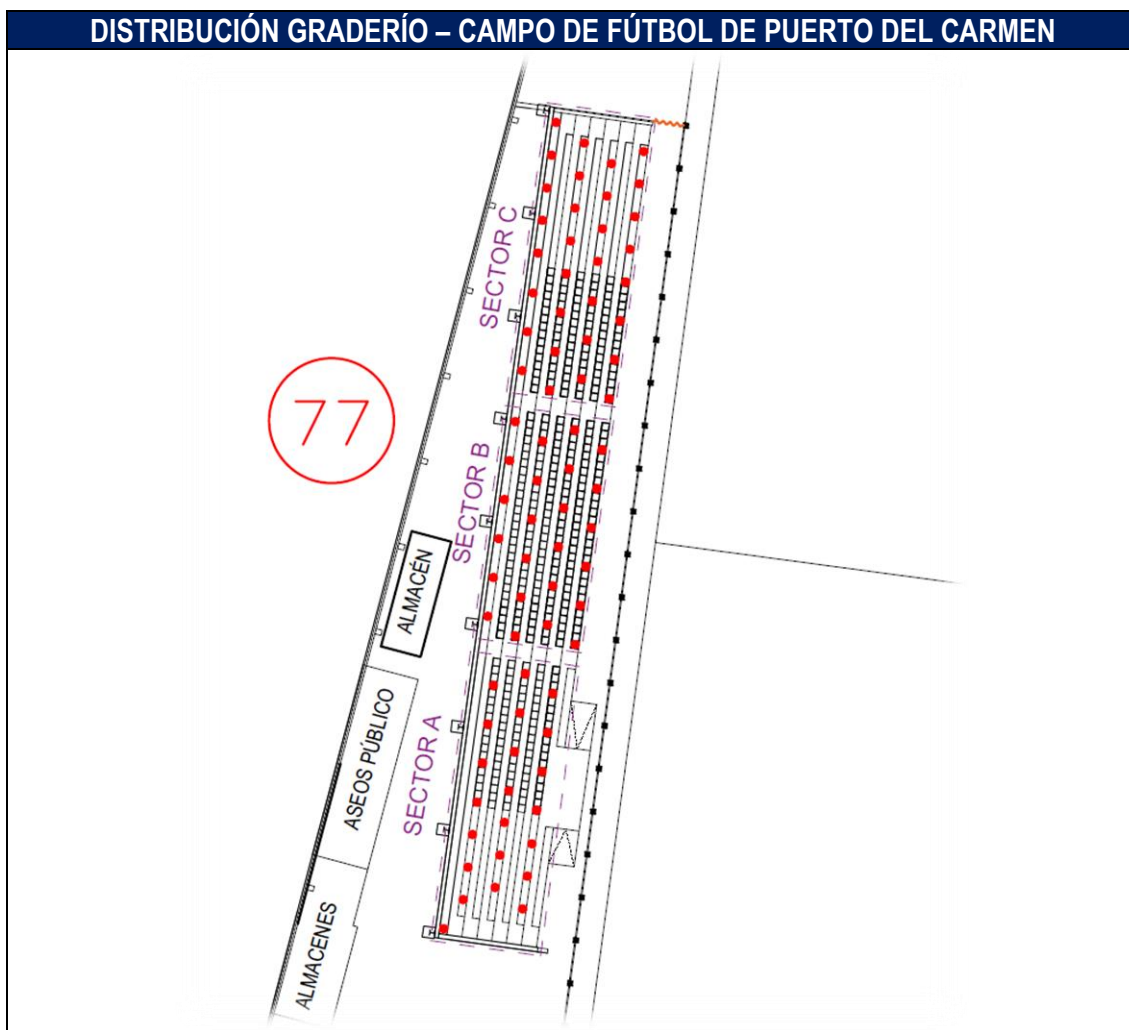 DISTRIBUCIÓN GRADERÍO – CAMPO DE FÚTBOL DE PUERTO DEL CARMEN
SECTOR C
77
SECTOR B
ALMACÉN
SECTOR A
ASEOS PÚBLICO
ALMACENES